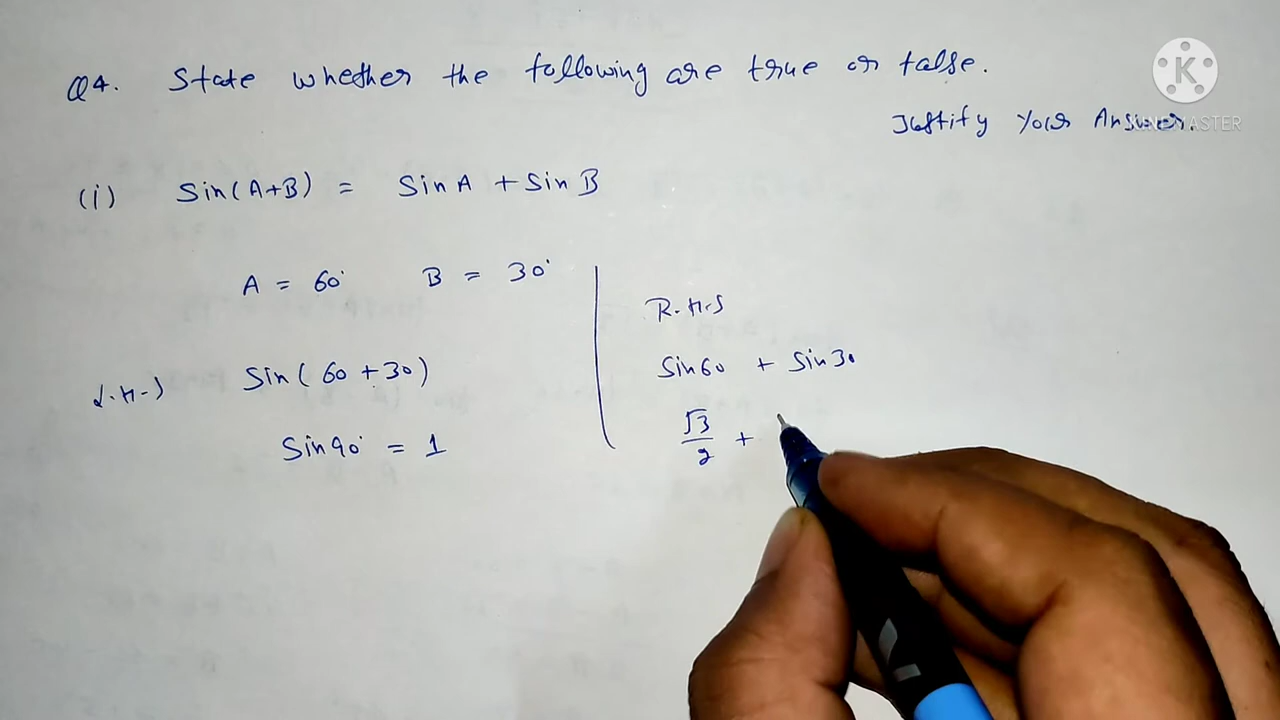 Q4. State whether the following are true or false.
Justify your Answer.
(i) Sin(A+B) = Sin A + Sin B
A = 60° B = 30°
L.H.S Sin(60+30)
Sin90° = 1
R.H.S
Sin60 + Sin30
√3/2 +
K
KINEMASTER